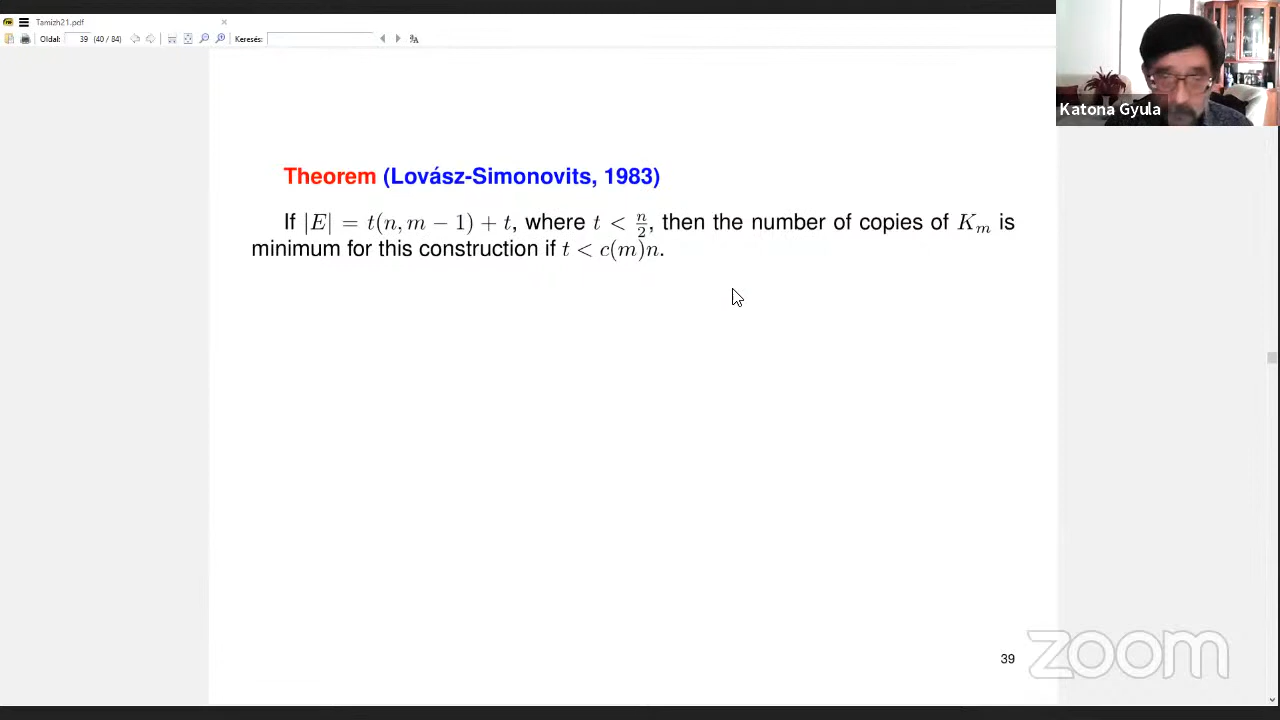 Tamizh21.pdf
Oldal: 39 (40 / 84) Keresés:
Katona Gyula
Theorem (Lovász-Simonovits, 1983)
If |E| = t(n, m − 1) + t, where t < n/2, then the number of copies of K_m is
minimum for this construction if t < c(m)n.
39
zoom